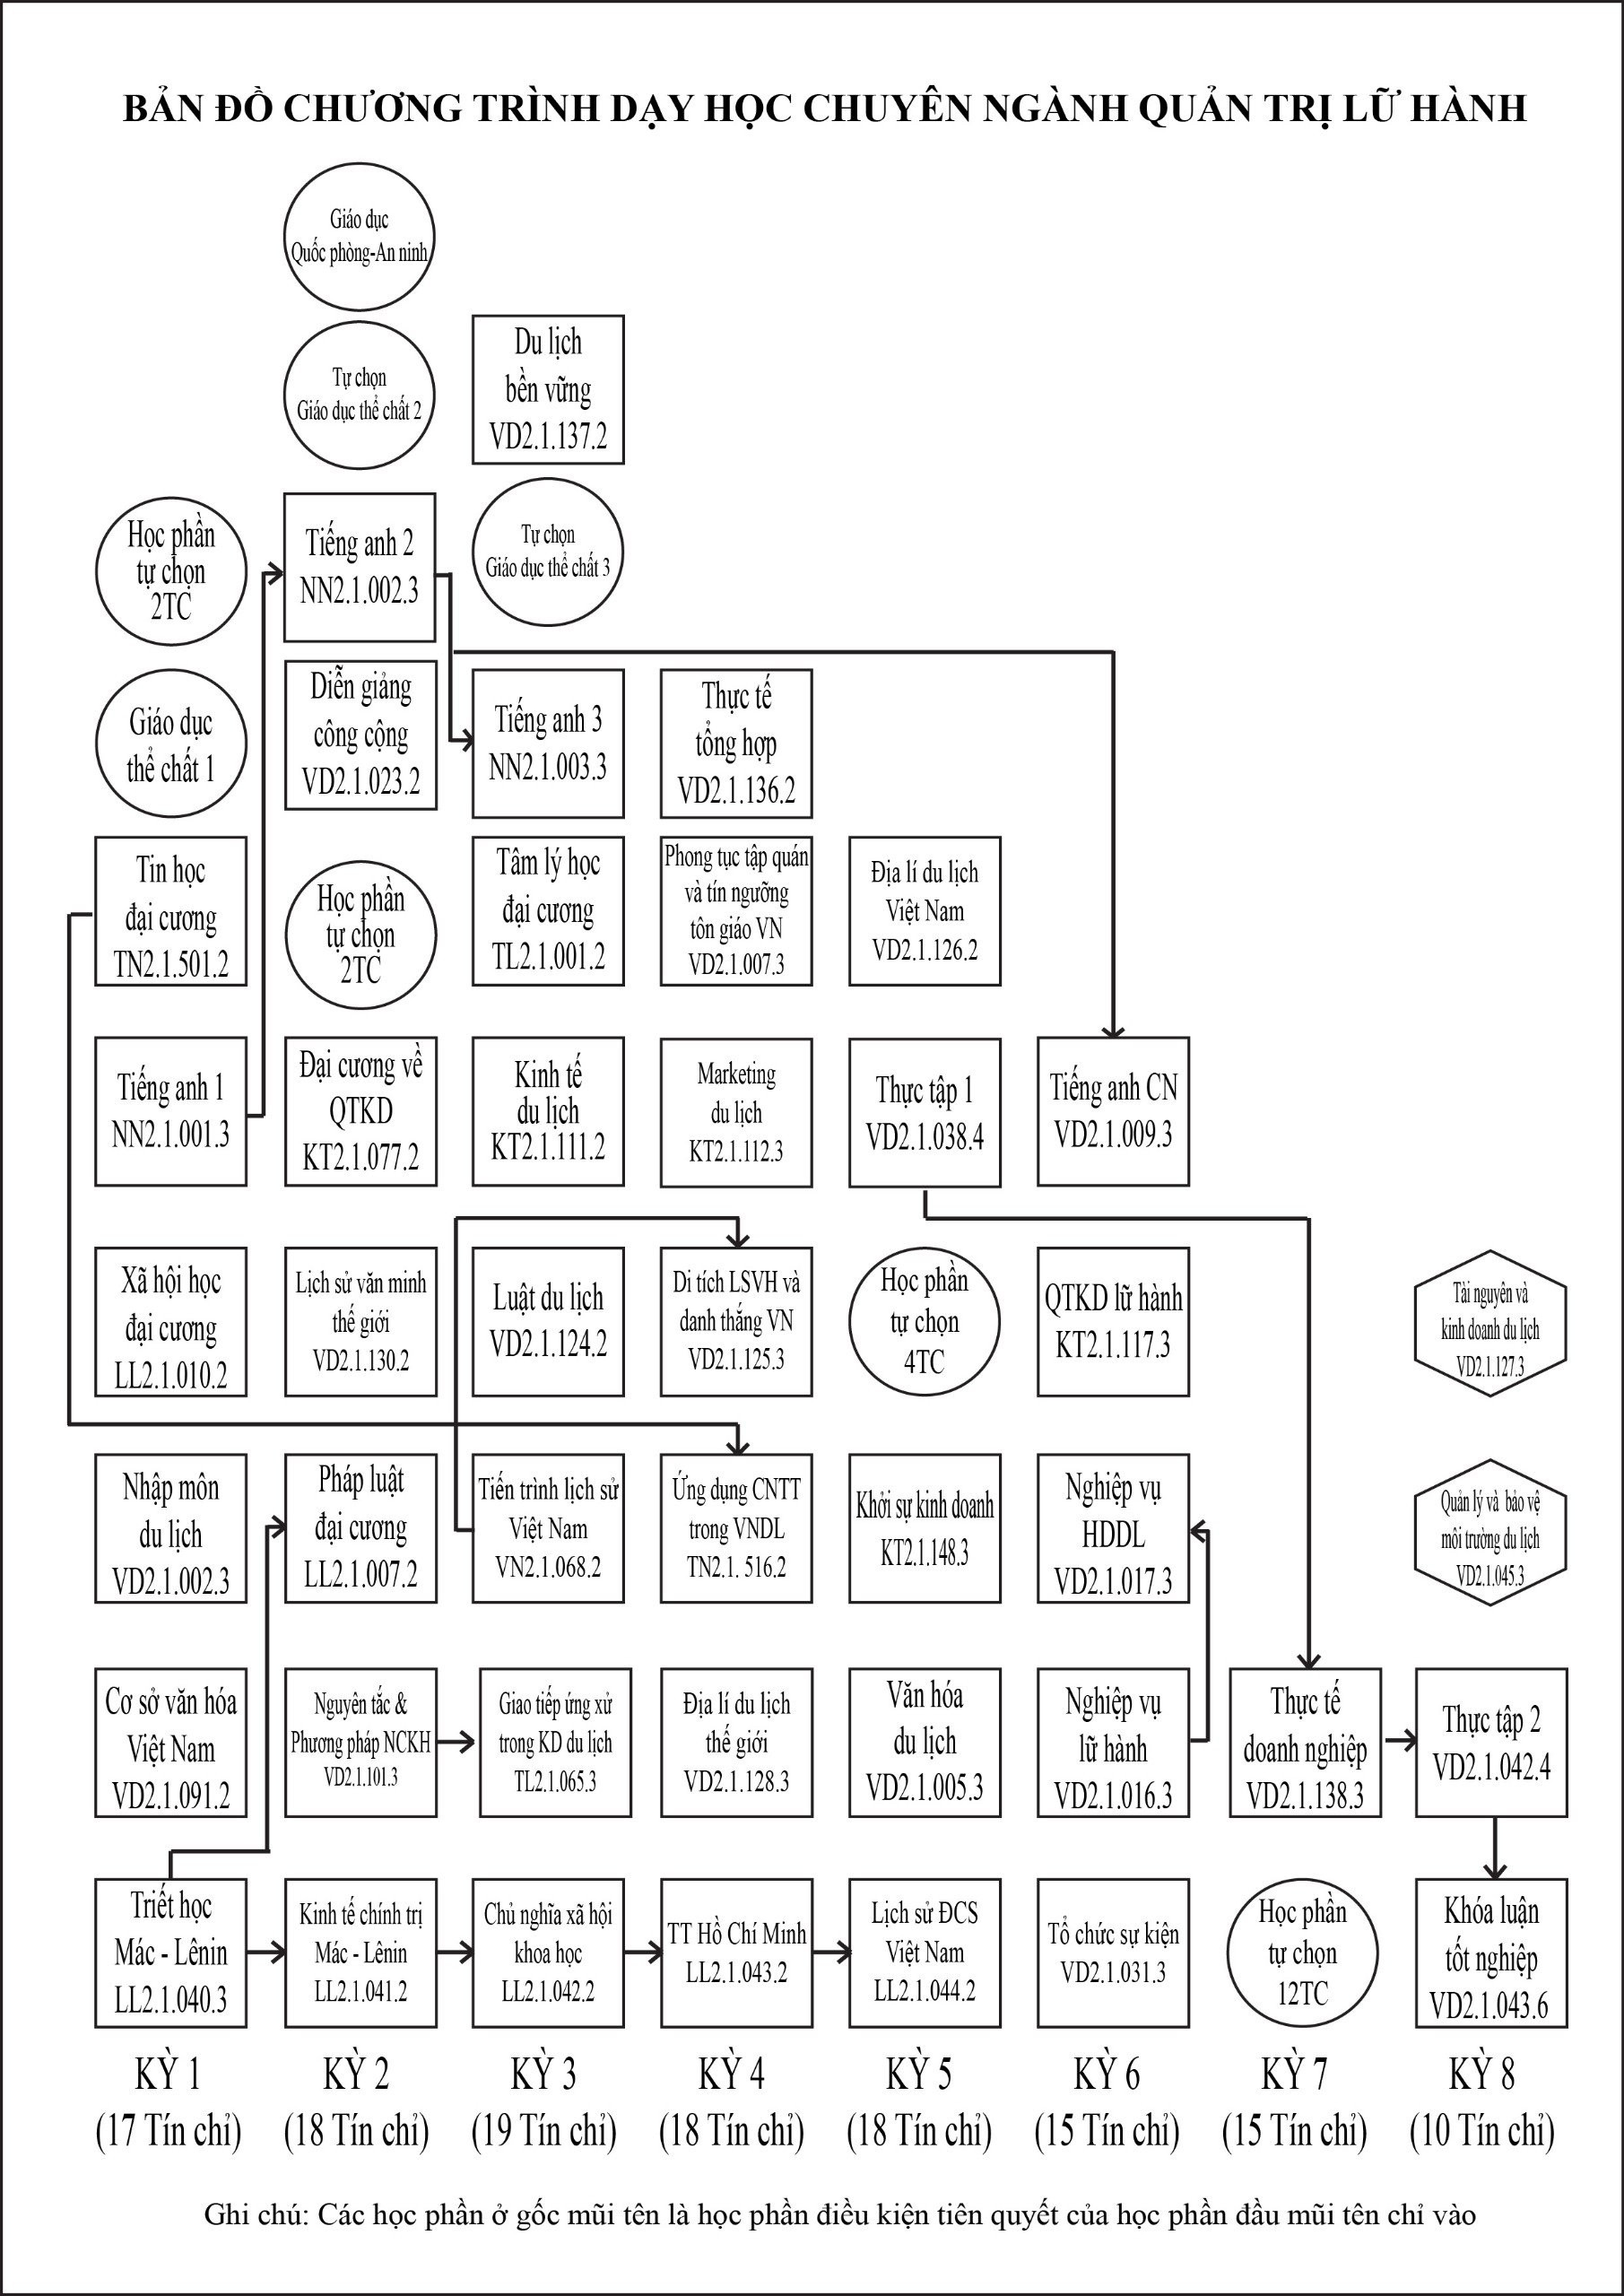 BẢN ĐỒ CHƯƠNG TRÌNH DẠY HỌC CHUYÊN NGÀNH QUẢN TRỊ LỮ HÀNH
Giáo dục
Quốc phòng-An ninh
Tự chọn
Giáo dục thể chất 2
Du lịch
bền vững
VD2.1.137.2
Học phần
tự chọn
2TC
Tiếng anh 2
NN2.1.002.3
Tự chọn
Giáo dục thể chất 3
Giáo dục
thể chất 1
Diễn giảng
công cộng
VD2.1.023.2
Tiếng anh 3
NN2.1.003.3
Thực tế
tổng hợp
VD2.1.136.2
Tin học
đại cương
TN2.1.501.2
Học phần
tự chọn
2TC
Tâm lý học
đại cương
TL2.1.001.2
Phong tục tập quán
và tín ngưỡng
tôn giáo VN
VD2.1.007.3
Địa lí du lịch
Việt Nam
VD2.1.126.2
Tiếng anh 1
NN2.1.001.3
Đại cương về
QTKD
KT2.1.077.2
Kinh tế
du lịch
KT2.1.111.2
Marketing
du lịch
KT2.1.112.3
Thực tập 1
VD2.1.038.4
Tiếng anh CN
VD2.1.009.3
Xã hội học
đại cương
LL2.1.010.2
Lịch sử văn minh
thế giới
VD2.1.130.2
Luật du lịch
VD2.1.124.2
Di tích LSVH và
danh thắng VN
VD2.1.125.3
Học phần
tự chọn
4TC
QTKD lữ hành
KT2.1.117.3
Tài nguyên và
kinh doanh du lịch
VD2.1.127.3
Nhập môn
du lịch
VD2.1.002.3
Pháp luật
đại cương
LL2.1.007.2
Tiến trình lịch sử
Việt Nam
VN2.1.068.2
Ứng dụng CNTT
trong VNDL
TN2.1. 516.2
Khởi sự kinh doanh
KT2.1.148.3
Nghiệp vụ
HDDL
VD2.1.017.3
Quản lý và bảo vệ
môi trường du lịch
VD2.1.045.3
Cơ sở văn hóa
Việt Nam
VD2.1.091.2
Nguyên tắc &
Phương pháp NCKH
VD2.1.101.3
Giao tiếp ứng xử
trong KD du lịch
TL2.1.065.3
Địa lí du lịch
thế giới
VD2.1.128.3
Văn hóa
du lịch
VD2.1.005.3
Nghiệp vụ
lữ hành
VD2.1.016.3
Thực tế
doanh nghiệp
VD2.1.138.3
Thực tập 2
VD2.1.042.4
Triết học
Mác - Lênin
LL2.1.040.3
Kinh tế chính trị
Mác - Lênin
LL2.1.041.2
Chủ nghĩa xã hội
khoa học
LL2.1.042.2
TT Hồ Chí Minh
LL2.1.043.2
Lịch sử ĐCS
Việt Nam
LL2.1.044.2
Tổ chức sự kiện
VD2.1.031.3
Học phần
tự chọn
12TC
Khóa luận
tốt nghiệp
VD2.1.043.6
KỲ 1
(17 Tín chỉ)
KỲ 2
(18 Tín chỉ)
KỲ 3
(19 Tín chỉ)
KỲ 4
(18 Tín chỉ)
KỲ 5
(18 Tín chỉ)
KỲ 6
(15 Tín chỉ)
KỲ 7
(15 Tín chỉ)
KỲ 8
(10 Tín chỉ)
Ghi chú: Các học phần ở gốc mũi tên là học phần điều kiện tiên quyết của học phần đầu mũi tên chỉ vào